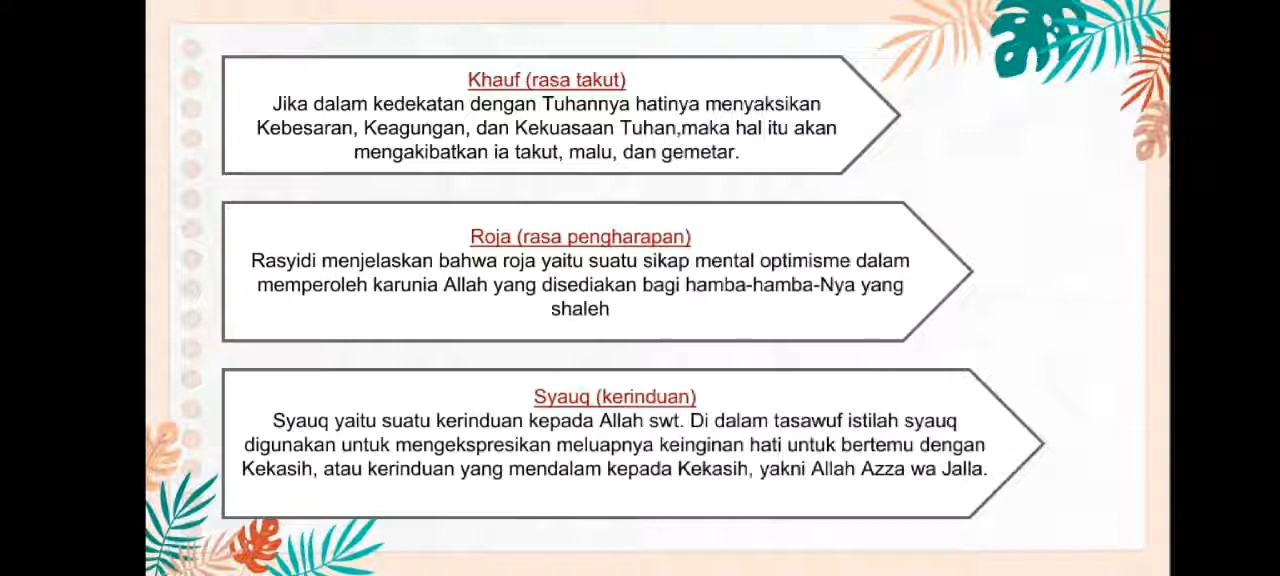 Khauf (rasa takut)
Jika dalam kedekatan dengan Tuhannya hatinya menyaksikan
Kebesaran, Keagungan, dan Kekuasaan Tuhan,maka hal itu akan
mengakibatkan ia takut, malu, dan gemetar.
Roja (rasa pengharapan)
Rasyidi menjelaskan bahwa roja yaitu suatu sikap mental optimisme dalam
memperoleh karunia Allah yang disediakan bagi hamba-hamba-Nya yang
shaleh
Syauq (kerinduan)
Syauq yaitu suatu kerinduan kepada Allah swt. Di dalam tasawuf istilah syauq
digunakan untuk mengekspresikan meluapnya keinginan hati untuk bertemu dengan
Kekasih, atau kerinduan yang mendalam kepada Kekasih, yakni Allah Azza wa Jalla.